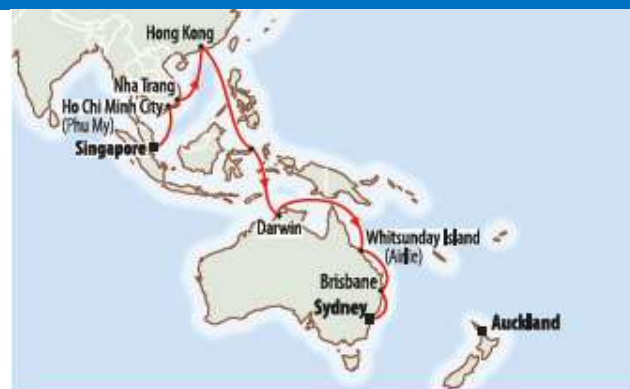 Hong Kong
Nha Trang
Ho Chi Minh City
(Phu My)
Singapore
Darwin
Whitsunday Island
(Airlie)
Brisbane
Sydney
Auckland